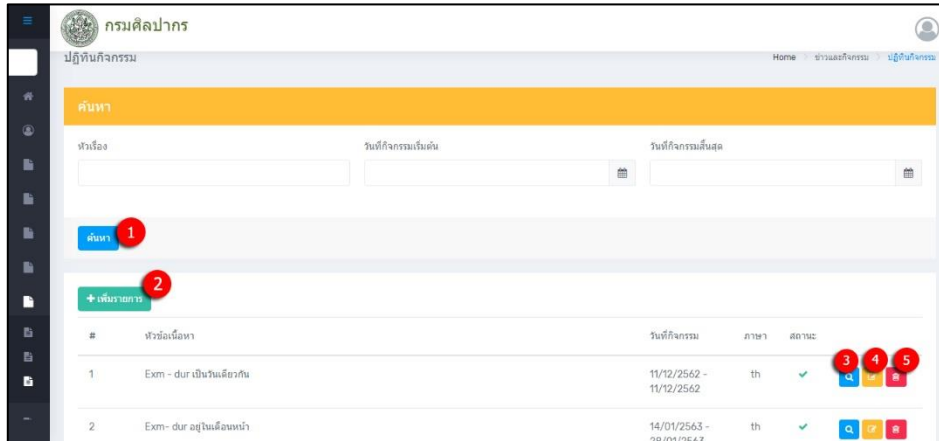 กรมศิลปากร
ปฏิทินกิจกรรม
Home ข่าวและกิจกรรม ปฏิทินกิจกรรม
ค้นหา
หัวเรื่อง วันที่กิจกรรมเริ่มต้น วันที่กิจกรรมสิ้นสุด
ค้นหา 1
2
+ เพิ่มรายการ
# หัวข้อเนื้อหา วันที่กิจกรรม ภาษา สถานะ
3 4 5
1 Exm - dur เป็นวันเดียวกัน 11/12/2562 - th
11/12/2562
2 Exm- dur อยู่ในเดือนหน้า 14/01/2563 - th